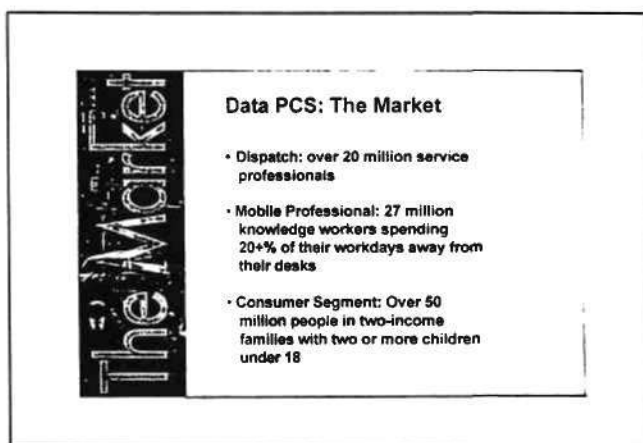 The Market
Data PCS: The Market
• Dispatch: over 20 million service
professionals
• Mobile Professional: 27 million
knowledge workers spending
20+% of their workdays away from
their desks
• Consumer Segment: Over 50
million people in two-income
families with two or more children
under 18